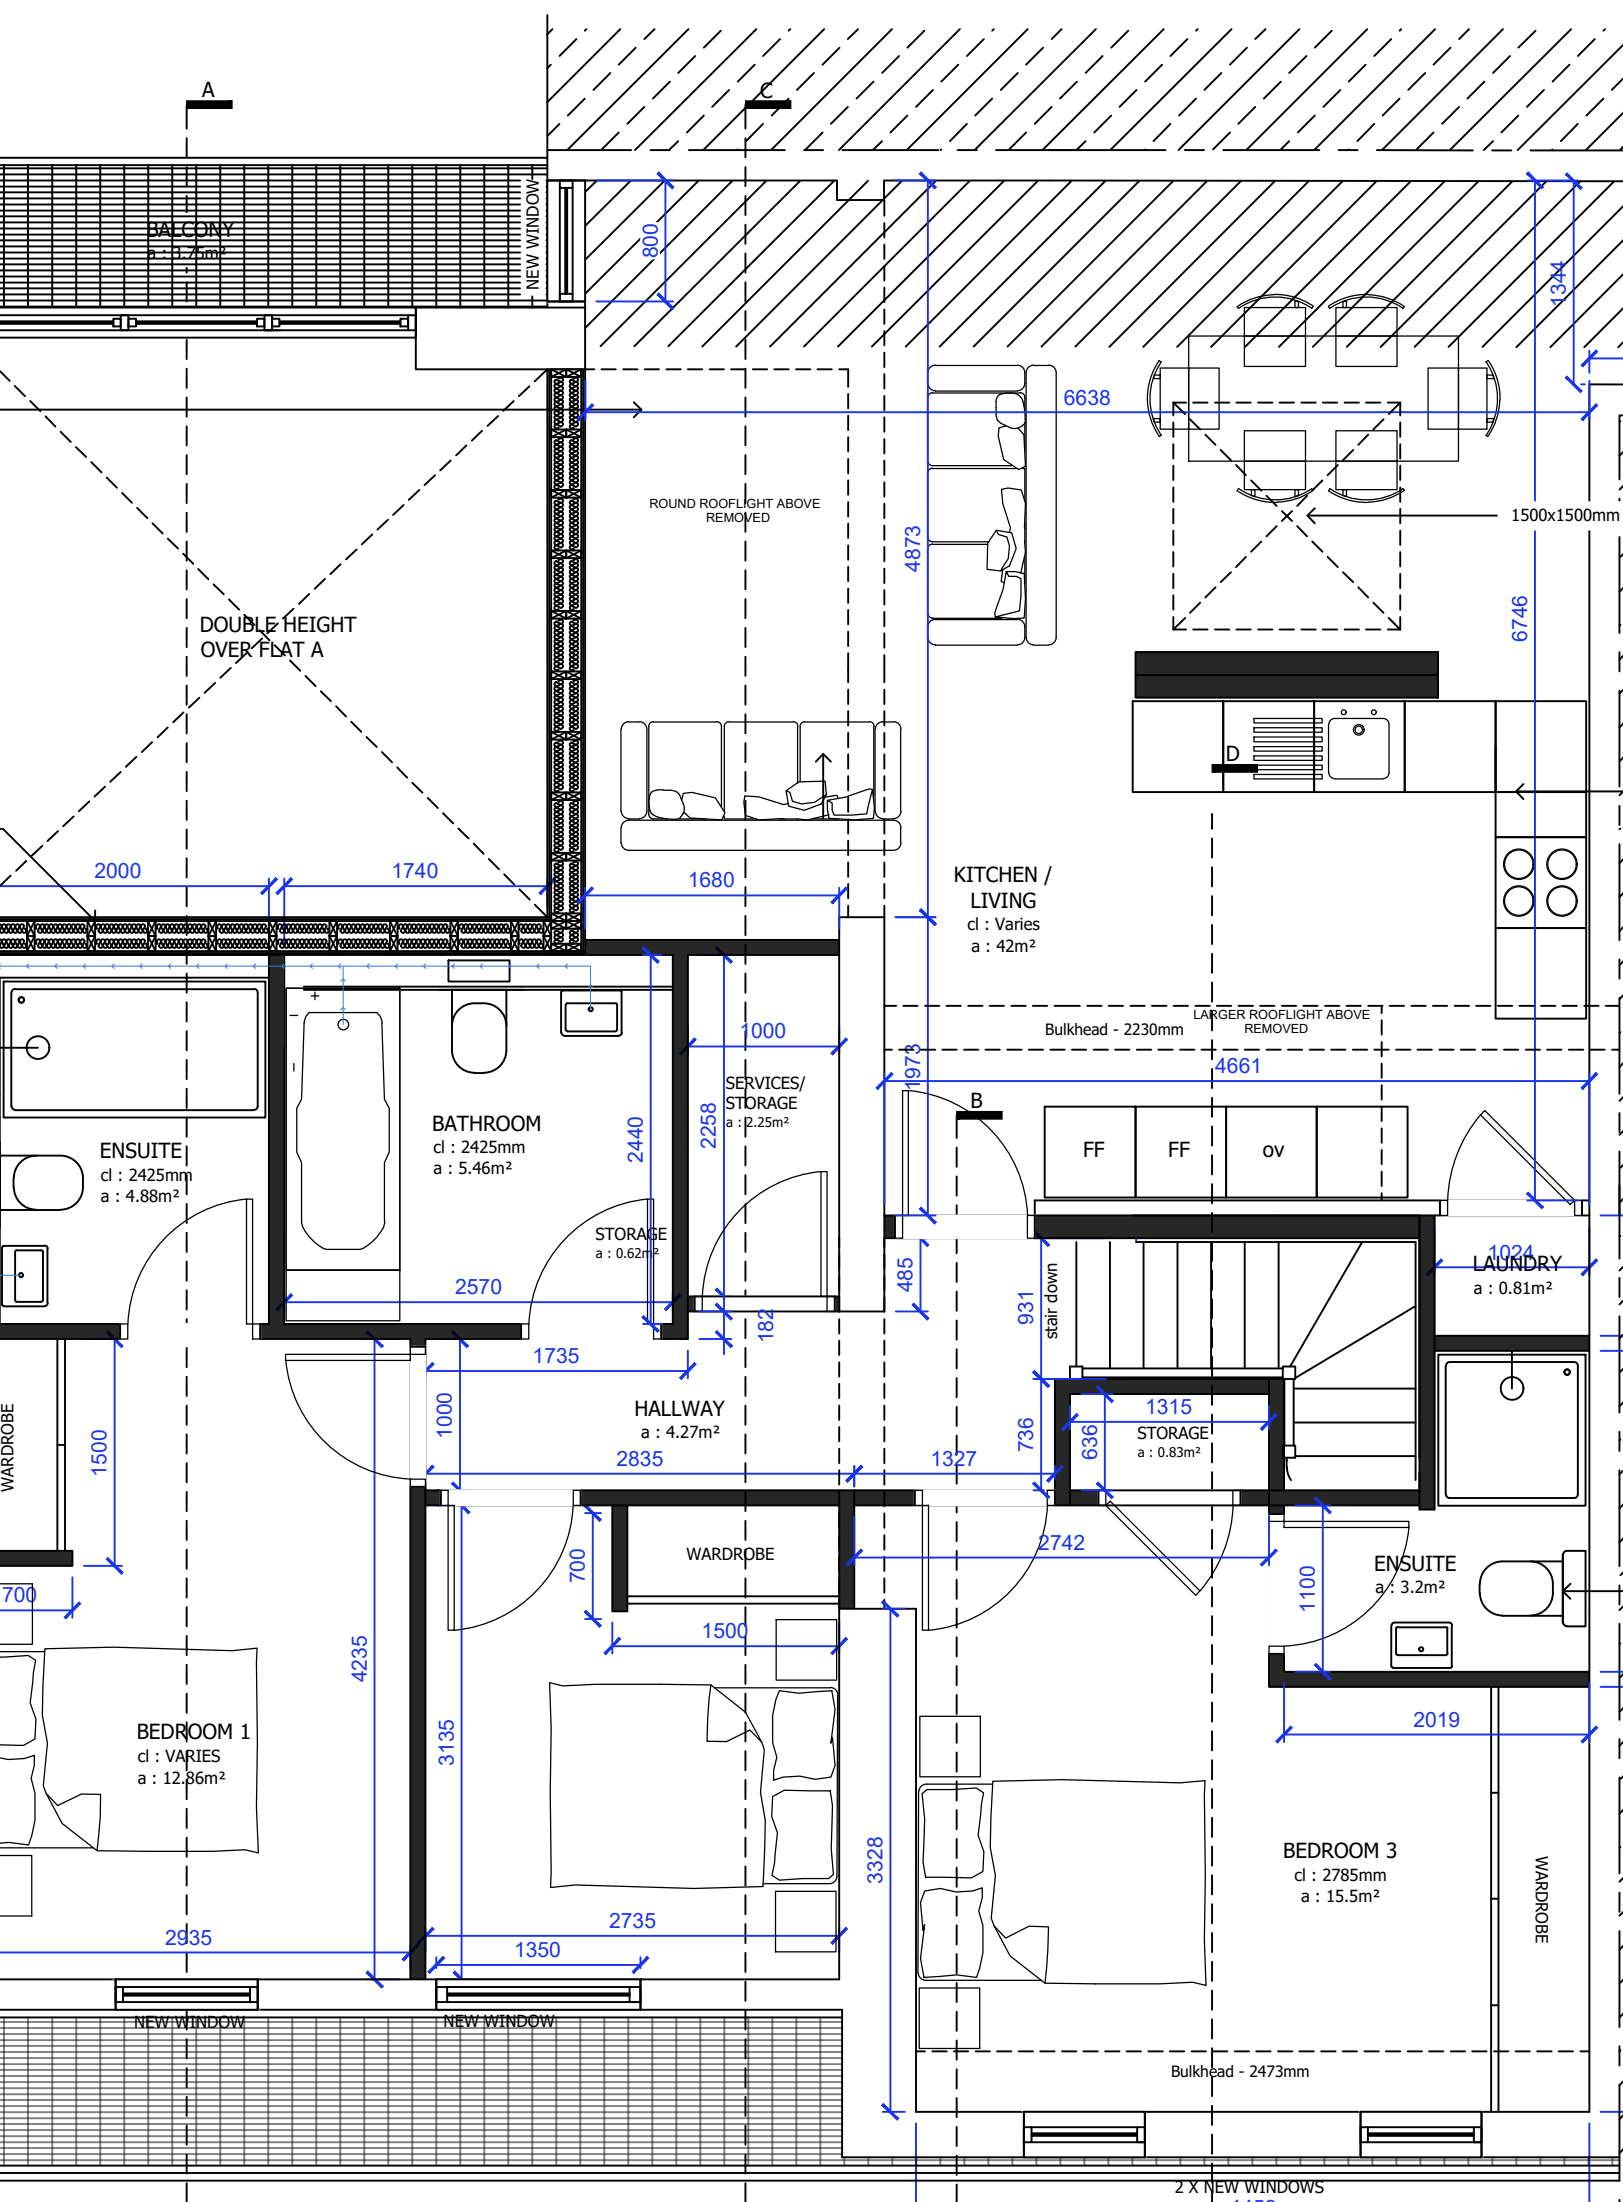 A
C
BALCONY
a : 3.75m²
NEW WINDOW
800
1344
6638
ROUND ROOFLIGHT ABOVE
REMOVED
1500x1500mm
4873
6746
DOUBLE HEIGHT
OVER FLAT A
D
2000
1740
1680
KITCHEN /
LIVING
cl : Varies
a : 42m²
LARGER ROOFLIGHT ABOVE
REMOVED
Bulkhead - 2230mm
1000
1973
4661
SERVICES/
STORAGE
a : 2.25m²
B
BATHROOM
cl : 2425mm
a : 5.46m²
2440
2258
ENSUITE
cl : 2425mm
a : 4.88m²
FF
FF
ov
STORAGE
a : 0.62m²
1024
LAUNDRY
a : 0.81m²
485
931
stair down
2570
182
1735
WARDROBE
1500
1000
HALLWAY
a : 4.27m²
736
636
1315
STORAGE
a : 0.83m²
2835
1327
2742
WARDROBE
700
ENSUITE
a : 3.2m²
1100
700
1500
4235
3135
2019
BEDROOM 1
cl : VARIES
a : 12.86m²
3328
BEDROOM 3
cl : 2785mm
a : 15.5m²
WARDROBE
2735
2935
1350
NEW WINDOW
NEW WINDOW
Bulkhead - 2473mm
2 X NEW WINDOWS